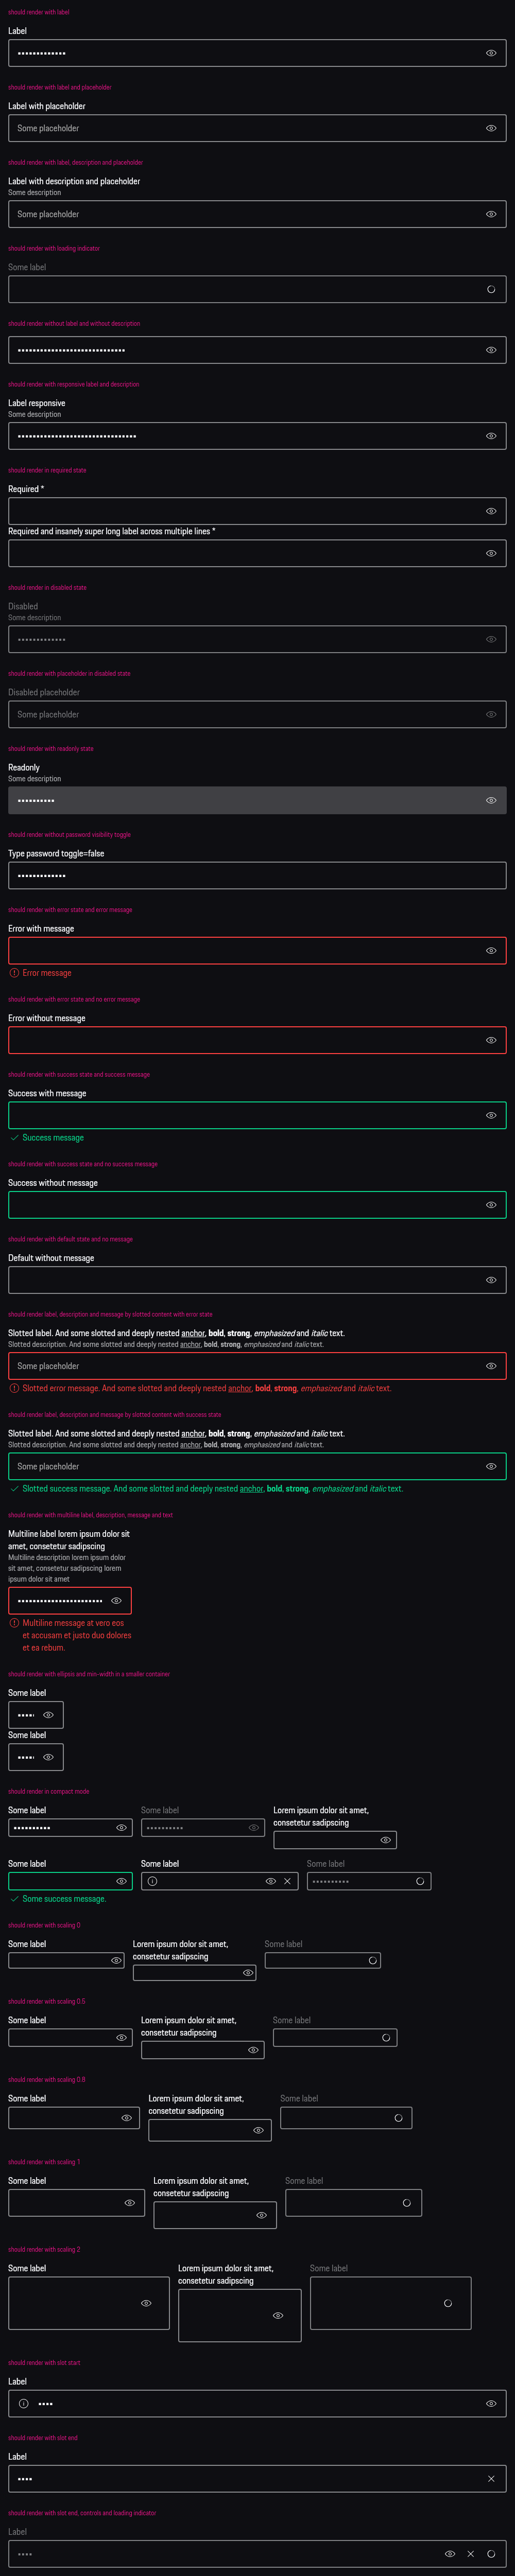 should render with label
Label
should render with label and placeholder
Label with placeholder
Some placeholder
should render with label, description and placeholder
Label with description and placeholder
Some description
Some placeholder
should render with loading indicator
Some label
should render without label and without description
should render with responsive label and description
Label responsive
Some description
should render in required state
Required *
Required and insanely super long label across multiple lines *
should render in disabled state
Disabled
Some description
should render with placeholder in disabled state
Disabled placeholder
Some placeholder
should render with readonly state
Readonly
Some description
should render without password visibility toggle
Type password toggle=false
should render with error state and error message
Error with message
Error message
should render with error state and no error message
Error without message
should render with success state and success message
Success with message
Success message
should render with success state and no success message
Success without message
should render with default state and no message
Default without message
should render label, description and message by slotted content with error state
Slotted label. And some slotted and deeply nested anchor, bold, strong, emphasized and italic text.
Slotted description. And some slotted and deeply nested anchor, bold, strong, emphasized and italic text.
Some placeholder
Slotted error message. And some slotted and deeply nested anchor, bold, strong, emphasized and italic text.
should render label, description and message by slotted content with success state
Slotted label. And some slotted and deeply nested anchor, bold, strong, emphasized and italic text.
Slotted description. And some slotted and deeply nested anchor, bold, strong, emphasized and italic text.
Some placeholder
Slotted success message. And some slotted and deeply nested anchor, bold, strong, emphasized and italic text.
should render with multiline label, description, message and text
Multiline label lorem ipsum dolor sit
amet, consetetur sadipscing
Multiline description lorem ipsum dolor
sit amet, consetetur sadipscing lorem
ipsum dolor sit amet
Multiline message at vero eos
et accusam et justo duo dolores
et ea rebum.
should render with ellipsis and min-width in a smaller container
Some label
Some label
should render in compact mode
Some label
Some label
Lorem ipsum dolor sit amet,
consetetur sadipscing
Some label
Some label
Some label
Some success message.
should render with scaling 0
Some label
Lorem ipsum dolor sit amet,
consetetur sadipscing
Some label
should render with scaling 0.5
Some label
Lorem ipsum dolor sit amet,
consetetur sadipscing
Some label
should render with scaling 0.8
Some label
Lorem ipsum dolor sit amet,
consetetur sadipscing
Some label
should render with scaling 1
Some label
Lorem ipsum dolor sit amet,
consetetur sadipscing
Some label
should render with scaling 2
Some label
Lorem ipsum dolor sit amet,
consetetur sadipscing
Some label
should render with slot start
Label
should render with slot end
Label
should render with slot end, controls and loading indicator
Label